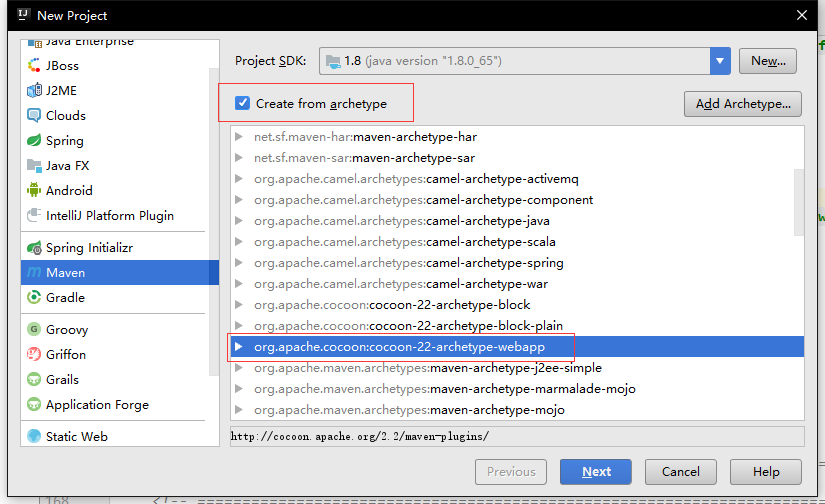 New Project
Java Enterprise
JBoss
J2ME
Clouds
Spring
Java FX
Android
IntelliJ Platform Plugin
Spring Initializr
Maven
Gradle
Groovy
Griffon
Grails
Application Forge
Static Web
Project SDK: 1.8 (java version "1.8.0_65") New...
Create from archetype Add Archetype...
net.sf.maven-har:maven-archetype-har
net.sf.maven-sar:maven-archetype-sar
org.apache.camel.archetypes:camel-archetype-activemq
org.apache.camel.archetypes:camel-archetype-component
org.apache.camel.archetypes:camel-archetype-java
org.apache.camel.archetypes:camel-archetype-scala
org.apache.camel.archetypes:camel-archetype-spring
org.apache.camel.archetypes:camel-archetype-war
org.apache.cocoon:cocoon-22-archetype-block
org.apache.cocoon:cocoon-22-archetype-block-plain
org.apache.cocoon:cocoon-22-archetype-webapp
org.apache.maven.archetypes:maven-archetype-j2ee-simple
org.apache.maven.archetypes:maven-archetype-marmalade-mojo
org.apache.maven.archetypes:maven-archetype-mojo
http://cocoon.apache.org/2.2/maven-plugins/
Previous Next Cancel Help
168